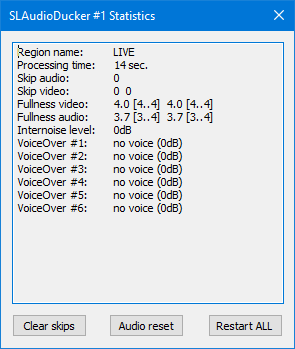 SLAudioDucker #1 Statistics
Region name: LIVE
Processing time: 14 sec.
Skip audio: 0
Skip video: 0 0
Fullness video: 4.0 [4..4] 4.0 [4..4]
Fullness audio: 3.7 [3..4] 3.7 [3..4]
Internoise level: 0dB
VoiceOver #1: no voice (0dB)
VoiceOver #2: no voice (0dB)
VoiceOver #3: no voice (0dB)
VoiceOver #4: no voice (0dB)
VoiceOver #5: no voice (0dB)
VoiceOver #6: no voice (0dB)
Clear skips Audio reset Restart ALL